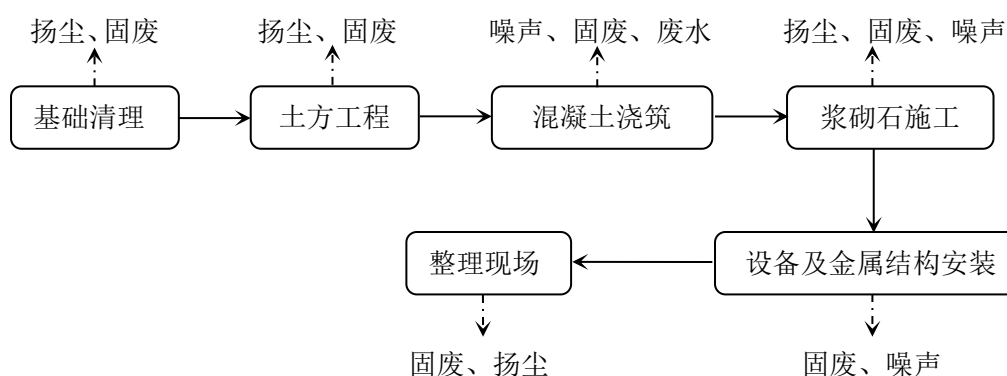 扬尘、固废
扬尘、固废
噪声、固废、废水
扬尘、固废、噪声
基础清理
土方工程
混凝土浇筑
浆砌石施工
整理现场
设备及金属结构安装
固废、扬尘
固废、噪声